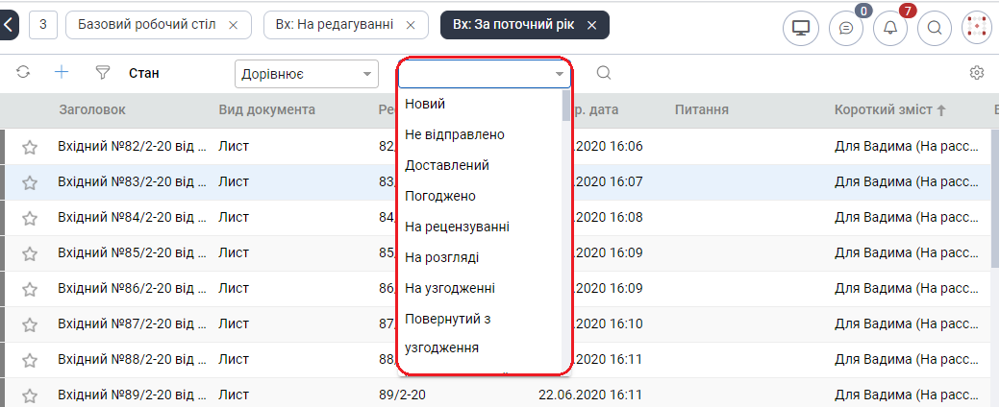 3 Базовий робочий стіл Вх: На редагуванні Вх: За поточний рік 0 7
Стан Дорівнює
Заголовок Вид документа р. дата Питання Короткий зміст
Новий
Не відправлено
Доставлений
Погоджено
На рецензуванні
На розгляді
На узгодженні
Повернутий з
узгодження
Вхідний №82/2-20 від ... Лист 82, 2020 16:06 Для Вадима (На расс...
Вхідний №83/2-20 від ... Лист 83, 2020 16:07 Для Вадима (На расс...
Вхідний №84/2-20 від ... Лист 84, 2020 16:08 Для Вадима (На расс...
Вхідний №85/2-20 від ... Лист 85, 2020 16:09 Для Вадима (На расс...
Вхідний №86/2-20 від ... Лист 86, 2020 16:09 Для Вадима (На расс...
Вхідний №87/2-20 від ... Лист 87, 2020 16:10 Для Вадима (На расс...
Вхідний №88/2-20 від ... Лист 88, 2020 16:11 Для Вадима (На расс...
Вхідний №89/2-20 від ... Лист 89/2-20 22.06.2020 16:11 Для Вадима (На расс...